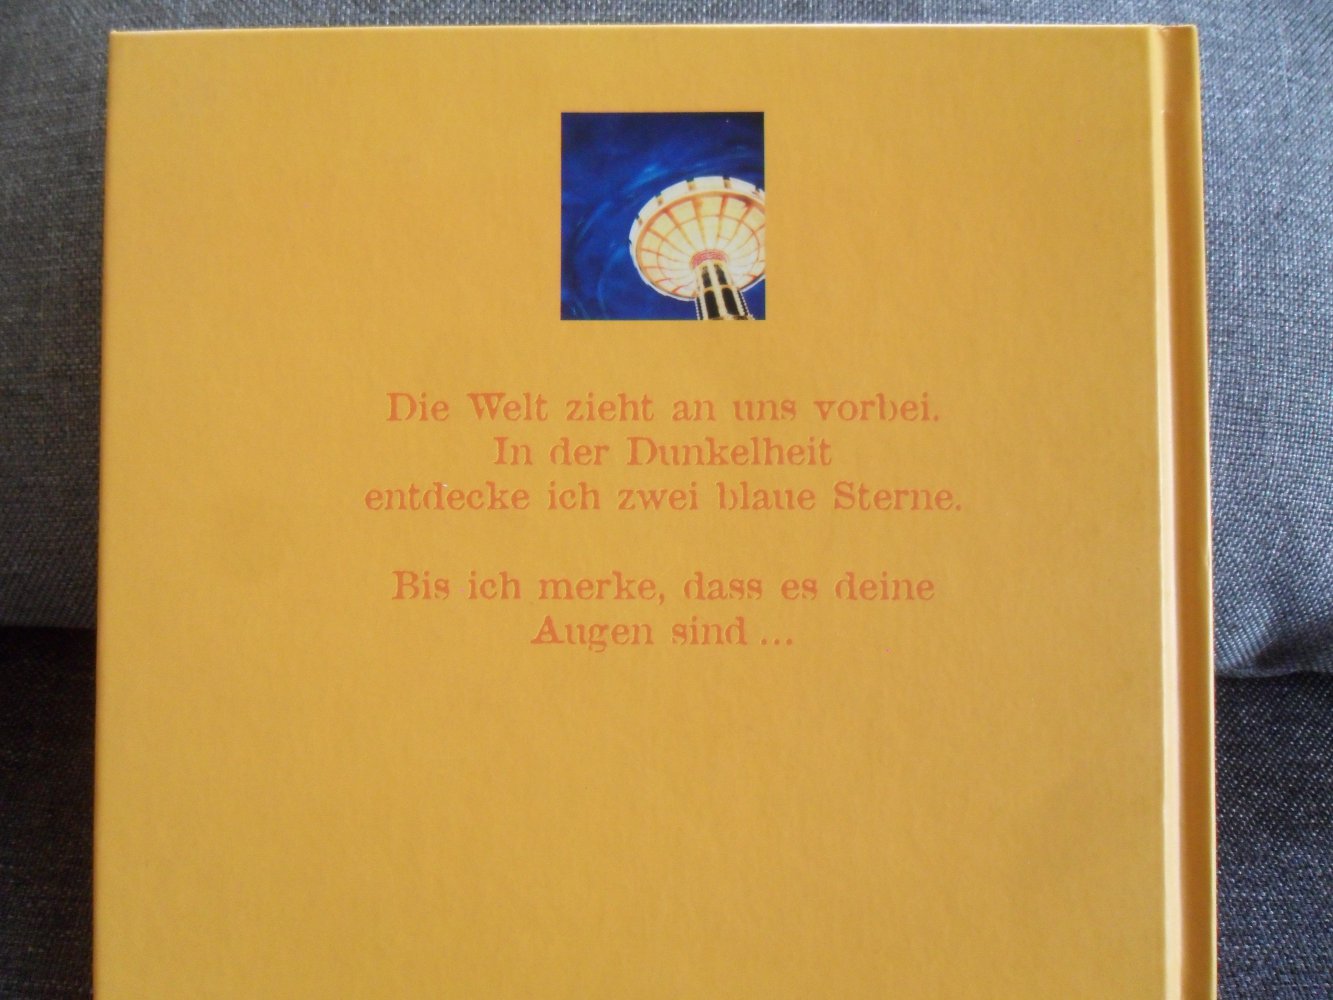 Die Welt zieht an uns vorbei.
In der Dunkelheit
entdecke ich zwei blaue Sterne.
Bis ich merke, dass es deine
Augen sind ...